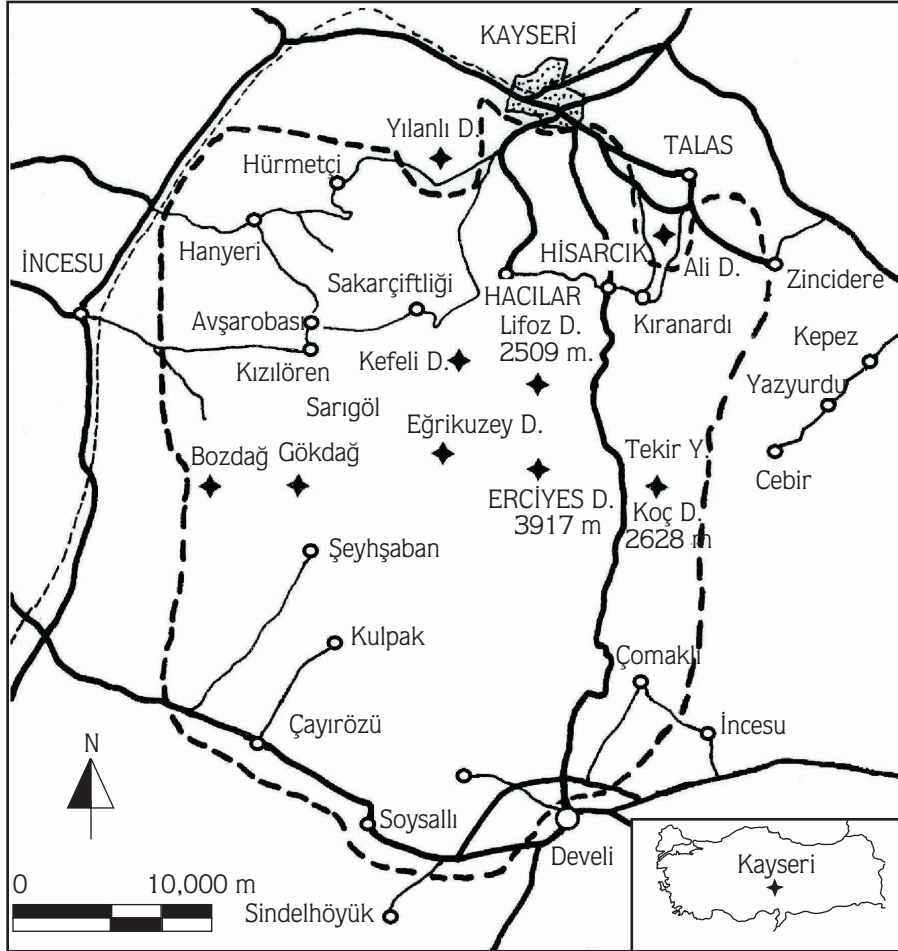 KAYSERİ
Yılanlı D.
TALAS
Hürmetçi
Hanyeri
HİSARCIK
Ali D.
Zincidere
İNCESU
Sakarçiftliği
HACILAR
Kıranardı
Avşarobası
Lifoz D.
2509 m.
Kepez
Kızılören
Kefeli D.
Yazyurdu
Sarıgöl
Eğrikuzey D.
Tekir Y.
Bozdağ
Gökdağ
Cebir
ERCİYES D.
3917 m
Koç D.
2628 m
Şeyhşaban
Kulpak
Çomaklı
Çayırözü
İncesu
N
Soysallı
Develi
Kayseri
0
10,000 m
Sindelhöyük